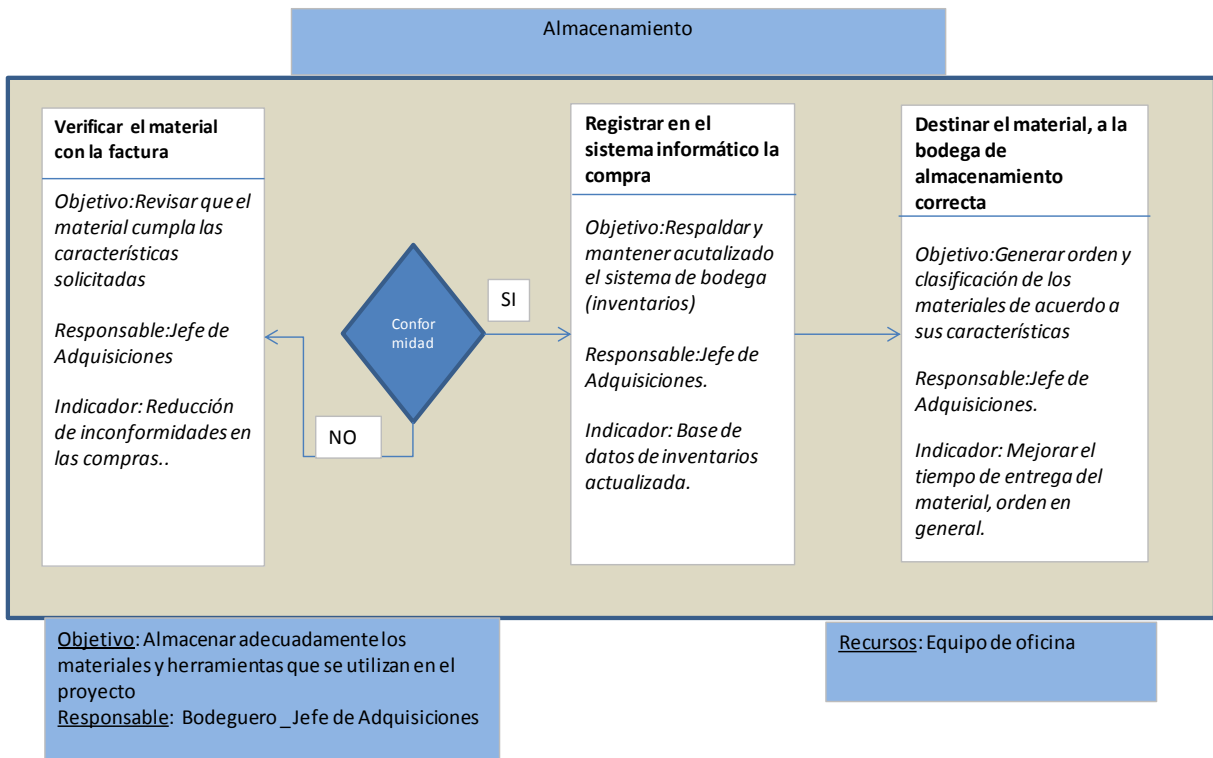 Almacenamiento
Verificar el material
con la factura
Objetivo:Revisar que el
material cumpla las
características
solicitadas
Responsable:Jefe de
Adquisiciones
Indicador: Reducción
de inconformidades en
las compras..
Confor
midad
SI
NO
Registrar en el
sistema informático la
compra
Objetivo:Respaldar y
mantener acutalizado
el sistema de bodega
(inventarios)
Responsable:Jefe de
Adquisiciones.
Indicador: Base de
datos de inventarios
actualizada.
Destinar el material, a la
bodega de
almacenamiento
correcta
Objetivo:Generar orden y
clasificación de los
materiales de acuerdo a
sus características
Responsable:Jefe de
Adquisiciones.
Indicador: Mejorar el
tiempo de entrega del
material, orden en
general.
Objetivo: Almacenar adecuadamente los
materiales y herramientas que se utilizan en el
proyecto
Responsable: Bodeguero _Jefe de Adquisiciones
Recursos: Equipo de oficina